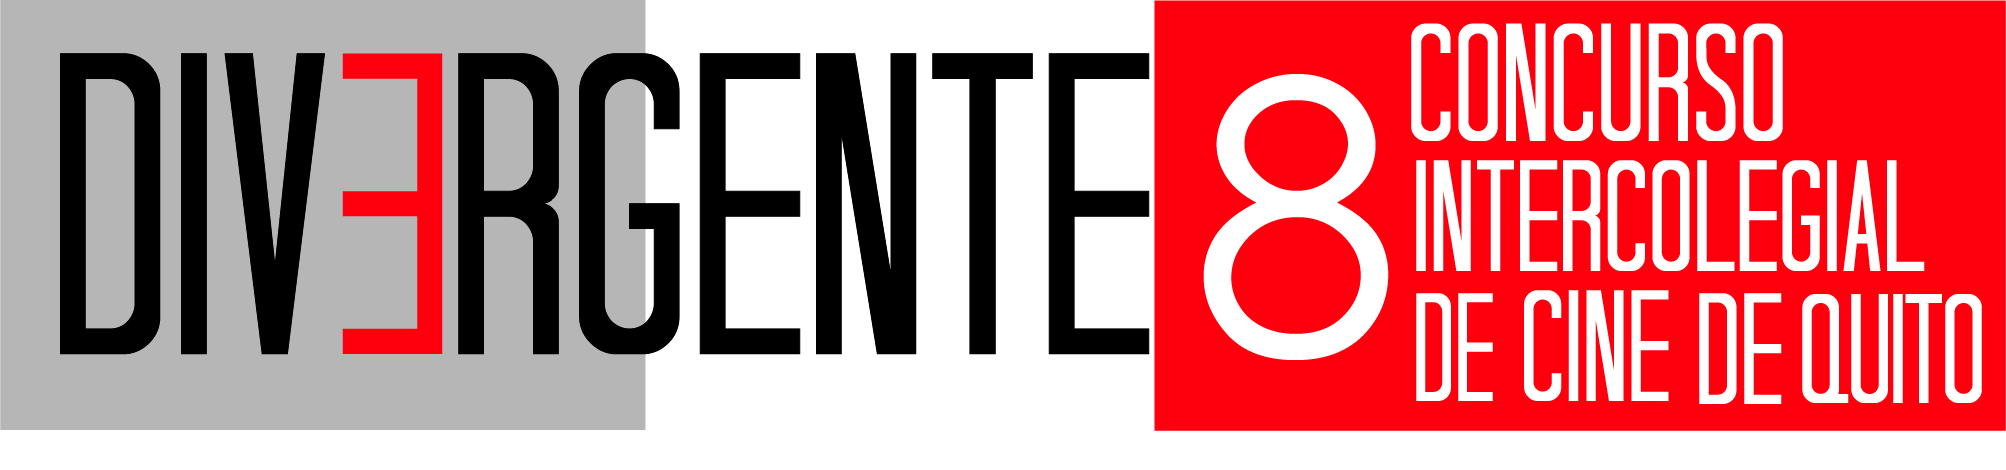 DIVERGENTE
8
CONCURSO
INTERCOLEGIAL
DE CINE DE QUITO